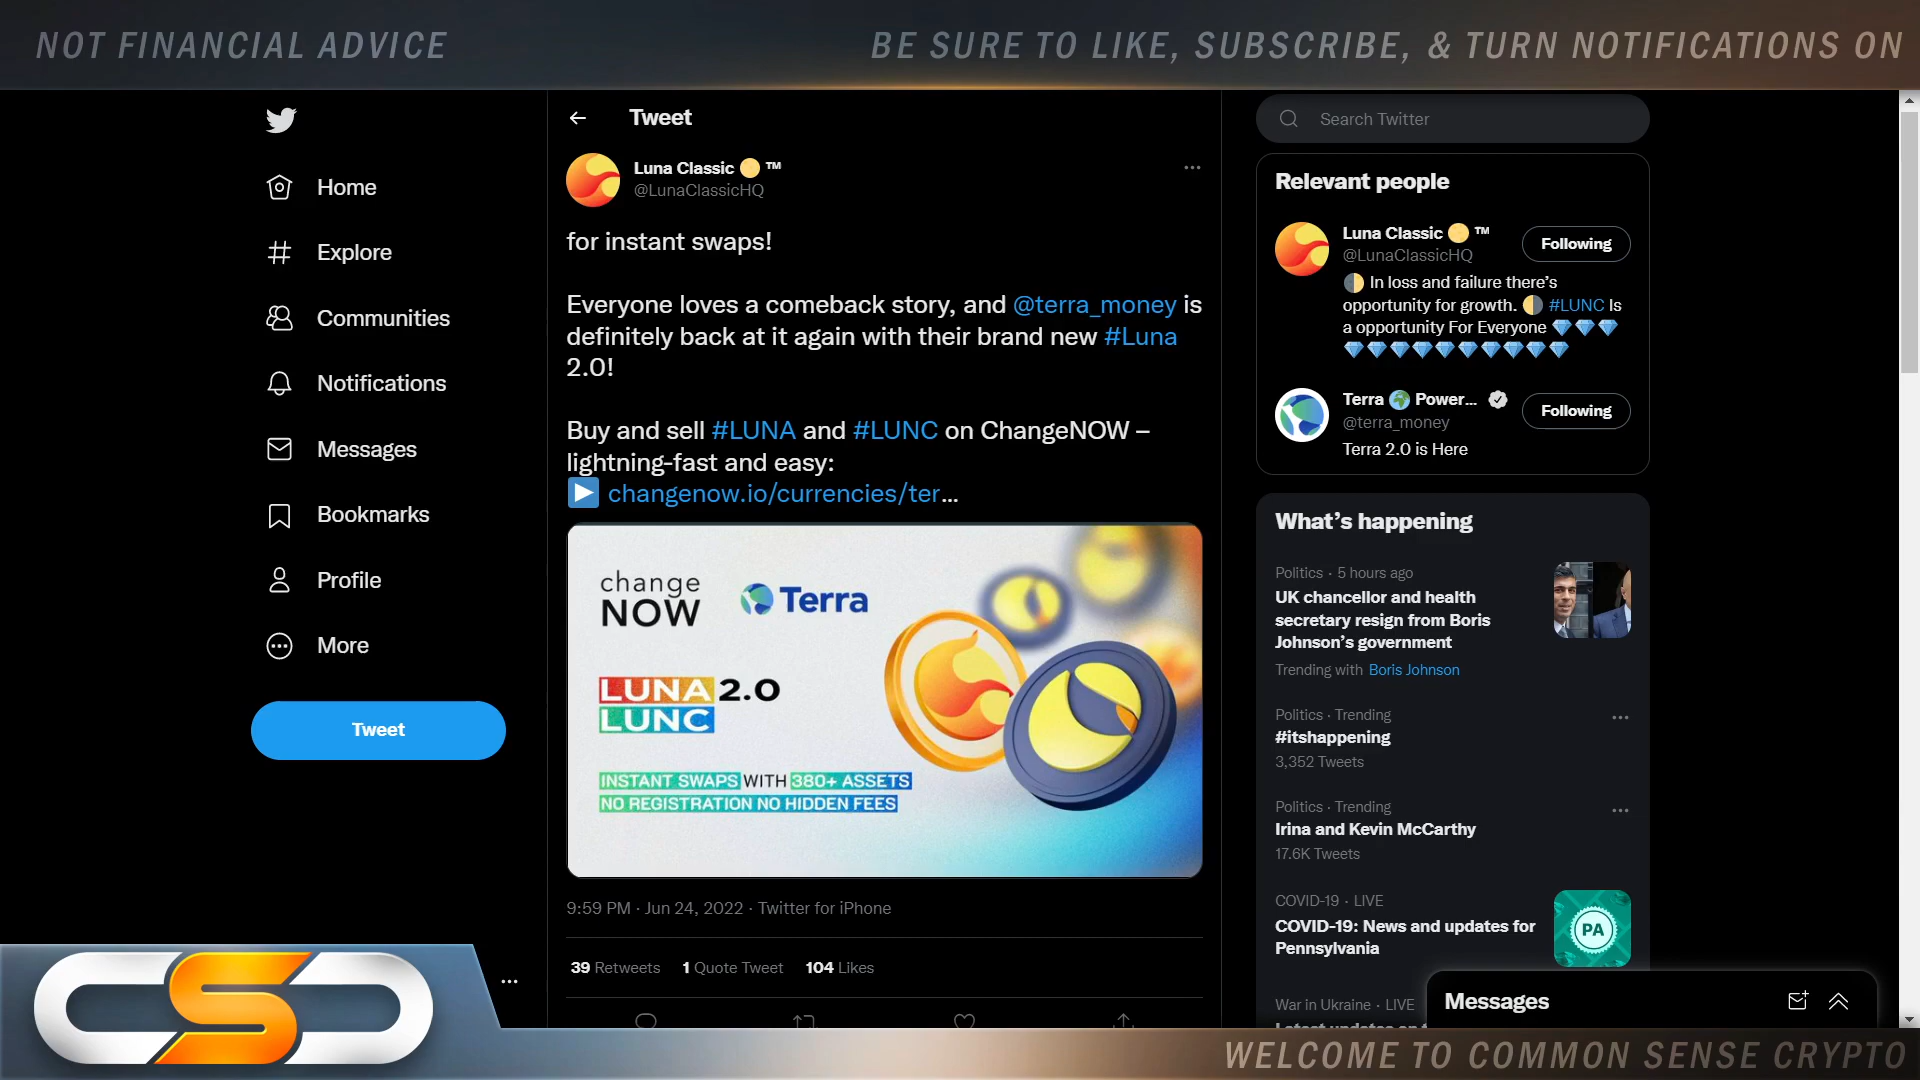 NOT FINANCIAL ADVICE
BE SURE TO LIKE, SUBSCRIBE, & TURN NOTIFICATIONS ON
Home
Explore
Communities
Notifications
Messages
Bookmarks
Profile
More
Tweet
Tweet
Luna Classic 🌕 ™
@LunaClassicHQ
for instant swaps!
Everyone loves a comeback story, and @terra_money is
definitely back at it again with their brand new #Luna
2.0!
Buy and sell #LUNA and #LUNC on ChangeNOW –
lightning-fast and easy:
▶️ changenow.io/currencies/ter…
change
NOW
Terra
LUNA 2.0
LUNC
INSTANT SWAPS WITH 380+ ASSETS
NO REGISTRATION NO HIDDEN FEES
9:59 PM · Jun 24, 2022 · Twitter for iPhone
39 Retweets 1 Quote Tweet 104 Likes
Search Twitter
Relevant people
Luna Classic 🌕 ™
@LunaClassicHQ
Following
🌗 In loss and failure there's
opportunity for growth. 🌗 #LUNC Is
a opportunity For Everyone 💎💎💎
💎💎💎💎💎💎💎💎💎💎
Terra 🌍 Power...
@terra_money
Following
Terra 2.0 is Here
What's happening
Politics · 5 hours ago
UK chancellor and health
secretary resign from Boris
Johnson's government
Trending with Boris Johnson
Politics · Trending
#itshappening
3,352 Tweets
Politics · Trending
Irina and Kevin McCarthy
17.6K Tweets
COVID-19 · LIVE
COVID-19: News and updates for
Pennsylvania
PA
War in Ukraine · LIVE
Messages
CSC
WELCOME TO COMMON SENSE CRYPTO